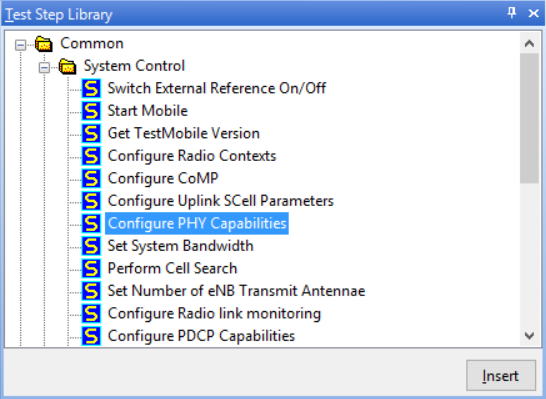 Test Step Library
Common
System Control
Switch External Reference On/Off
Start Mobile
Get TestMobile Version
Configure Radio Contexts
Configure CoMP
Configure Uplink SCell Parameters
Configure PHY Capabilities
Set System Bandwidth
Perform Cell Search
Set Number of eNB Transmit Antennae
Configure Radio link monitoring
Configure PDCP Capabilities
Insert